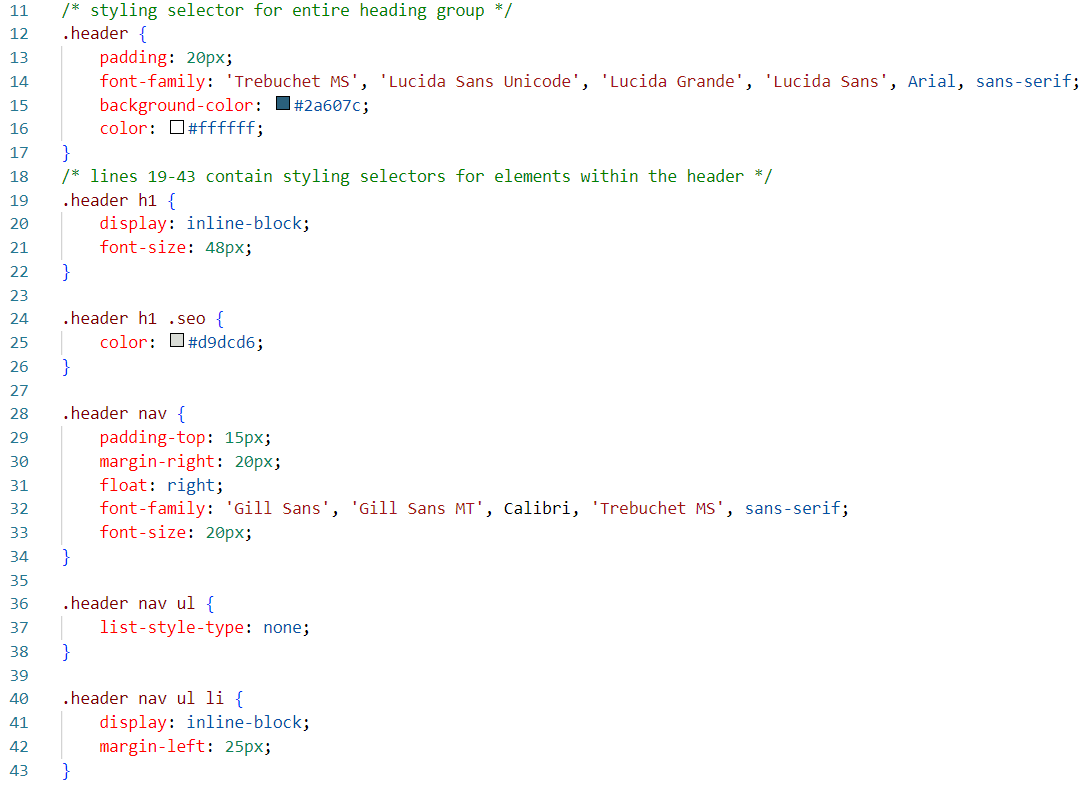 11 /* styling selector for entire heading group */
12 .header {
13     padding: 20px;
14     font-family: 'Trebuchet MS', 'Lucida Sans Unicode', 'Lucida Grande', 'Lucida Sans', Arial, sans-serif;
15     background-color: #2a607c;
16     color: #ffffff;
17 }
18 /* lines 19-43 contain styling selectors for elements within the header */
19 .header h1 {
20     display: inline-block;
21     font-size: 48px;
22 }
23
24 .header h1 .seo {
25     color: #d9dcd6;
26 }
27
28 .header nav {
29     padding-top: 15px;
30     margin-right: 20px;
31     float: right;
32     font-family: 'Gill Sans', 'Gill Sans MT', Calibri, 'Trebuchet MS', sans-serif;
33     font-size: 20px;
34 }
35
36 .header nav ul {
37     list-style-type: none;
38 }
39
40 .header nav ul li {
41     display: inline-block;
42     margin-left: 25px;
43 }